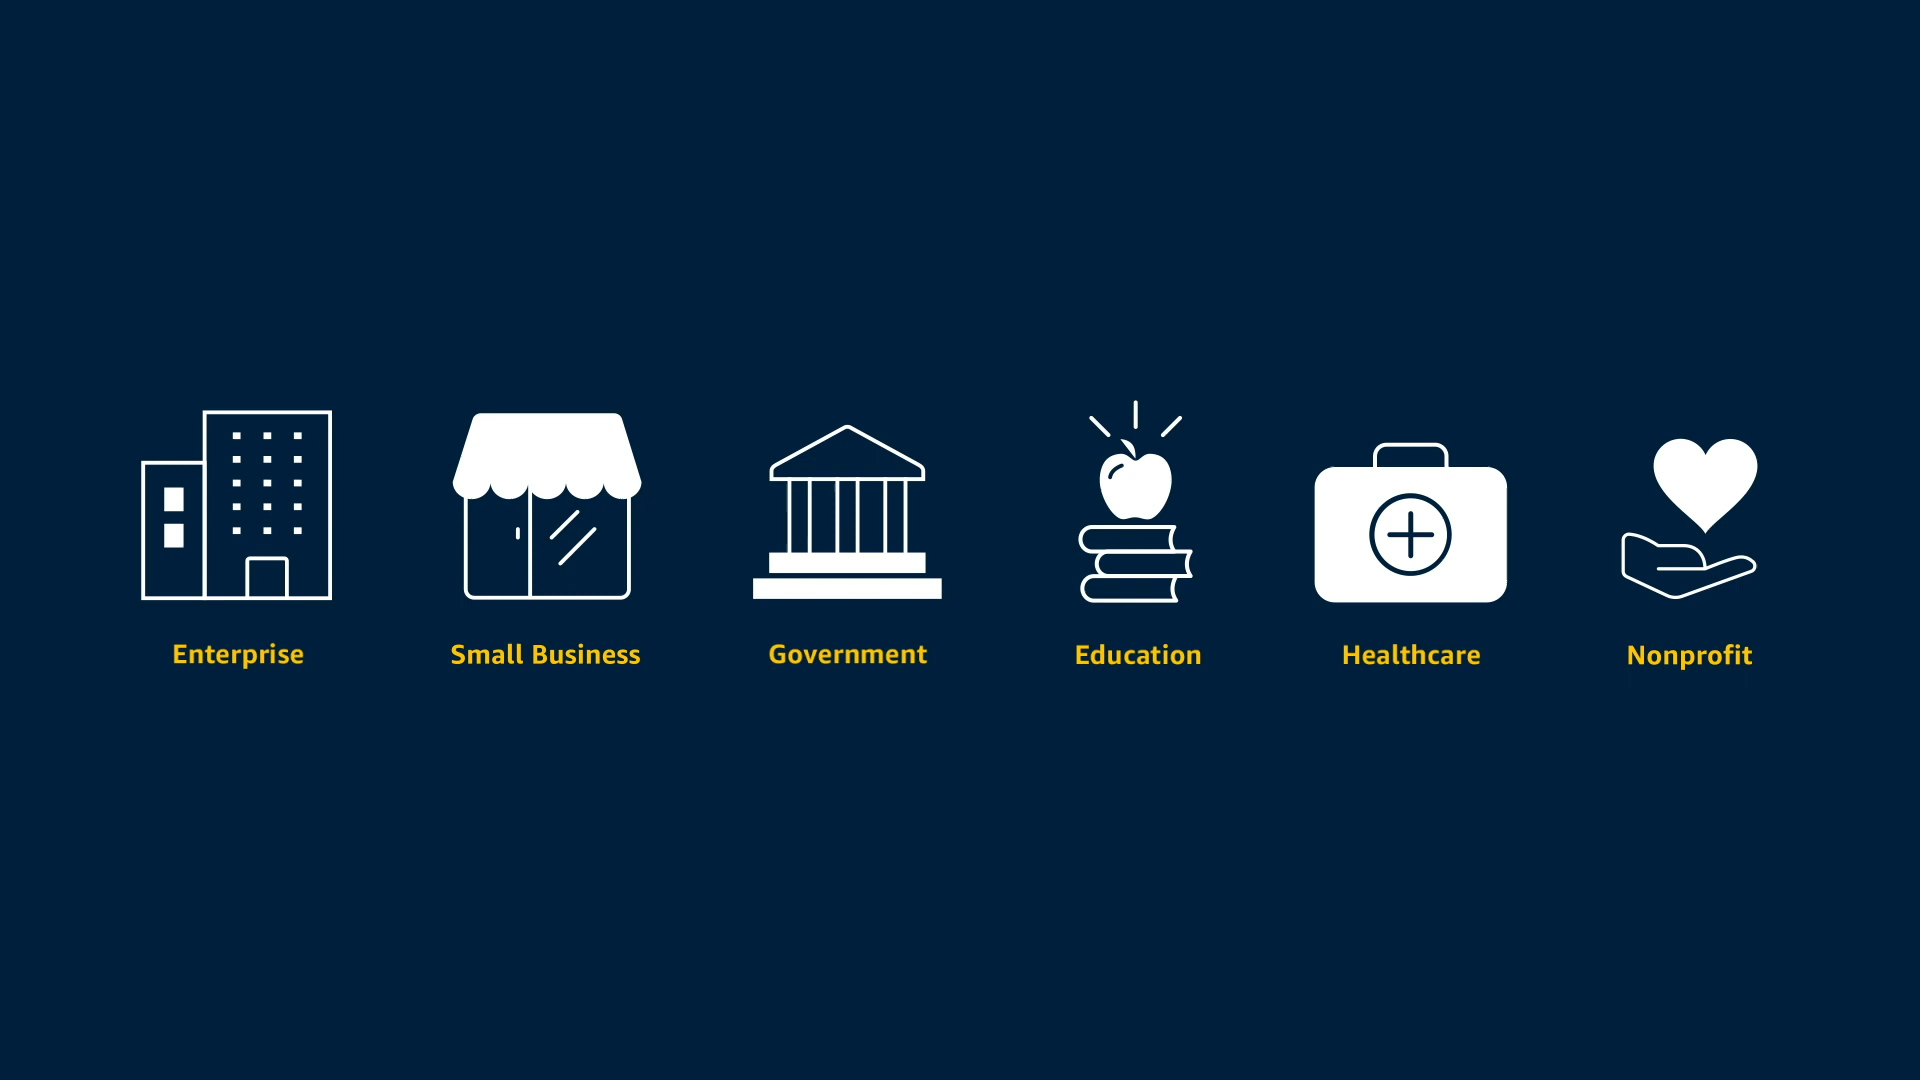 Enterprise
Small Business
Government
Education
Healthcare
Nonprofit